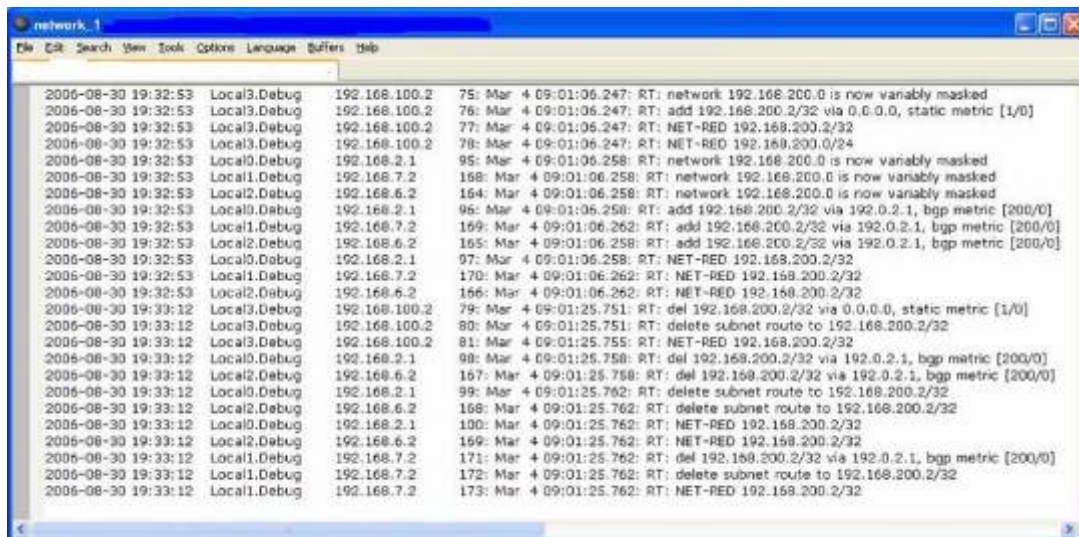 network_1
File Edit Search View Tools Options Language Buffers Help
2006-08-30 19:32:53 Local3.Debug 192.168.100.2 75: Mar 4 09:01:06.247: RT: network 192.168.200.0 is now variably masked
2006-08-30 19:32:53 Local3.Debug 192.168.100.2 76: Mar 4 09:01:06.247: RT: add 192.168.200.2/32 via 0.0.0.0, static metric [1/0]
2006-08-30 19:32:53 Local3.Debug 192.168.100.2 77: Mar 4 09:01:06.247: RT: NET-RED 192.168.200.2/32
2006-08-30 19:32:53 Local3.Debug 192.168.100.2 78: Mar 4 09:01:06.247: RT: NET-RED 192.168.200.0/24
2006-08-30 19:32:53 Local0.Debug 192.168.2.1 95: Mar 4 09:01:06.258: RT: network 192.168.200.0 is now variably masked
2006-08-30 19:32:53 Local1.Debug 192.168.7.2 168: Mar 4 09:01:06.258: RT: network 192.168.200.0 is now variably masked
2006-08-30 19:32:53 Local2.Debug 192.168.6.2 164: Mar 4 09:01:06.258: RT: network 192.168.200.0 is now variably masked
2006-08-30 19:32:53 Local0.Debug 192.168.2.1 96: Mar 4 09:01:06.258: RT: add 192.168.200.2/32 via 192.0.2.1, bgp metric [200/0]
2006-08-30 19:32:53 Local1.Debug 192.168.7.2 169: Mar 4 09:01:06.262: RT: add 192.168.200.2/32 via 192.0.2.1, bgp metric [200/0]
2006-08-30 19:32:53 Local2.Debug 192.168.6.2 165: Mar 4 09:01:06.258: RT: add 192.168.200.2/32 via 192.0.2.1, bgp metric [200/0]
2006-08-30 19:32:53 Local0.Debug 192.168.2.1 97: Mar 4 09:01:06.258: RT: NET-RED 192.168.200.2/32
2006-08-30 19:32:53 Local1.Debug 192.168.7.2 170: Mar 4 09:01:06.262: RT: NET-RED 192.168.200.2/32
2006-08-30 19:32:53 Local2.Debug 192.168.6.2 166: Mar 4 09:01:06.262: RT: NET-RED 192.168.200.2/32
2006-08-30 19:33:12 Local3.Debug 192.168.100.2 79: Mar 4 09:01:25.751: RT: del 192.168.200.2/32 via 0.0.0.0, static metric [1/0]
2006-08-30 19:33:12 Local3.Debug 192.168.100.2 80: Mar 4 09:01:25.751: RT: delete subnet route to 192.168.200.2/32
2006-08-30 19:33:12 Local3.Debug 192.168.100.2 81: Mar 4 09:01:25.755: RT: NET-RED 192.168.200.2/32
2006-08-30 19:33:12 Local0.Debug 192.168.2.1 98: Mar 4 09:01:25.758: RT: del 192.168.200.2/32 via 192.0.2.1, bgp metric [200/0]
2006-08-30 19:33:12 Local2.Debug 192.168.6.2 167: Mar 4 09:01:25.758: RT: del 192.168.200.2/32 via 192.0.2.1, bgp metric [200/0]
2006-08-30 19:33:12 Local0.Debug 192.168.2.1 99: Mar 4 09:01:25.762: RT: delete subnet route to 192.168.200.2/32
2006-08-30 19:33:12 Local2.Debug 192.168.6.2 168: Mar 4 09:01:25.762: RT: delete subnet route to 192.168.200.2/32
2006-08-30 19:33:12 Local0.Debug 192.168.2.1 100: Mar 4 09:01:25.762: RT: NET-RED 192.168.200.2/32
2006-08-30 19:33:12 Local2.Debug 192.168.6.2 169: Mar 4 09:01:25.762: RT: NET-RED 192.168.200.2/32
2006-08-30 19:33:12 Local1.Debug 192.168.7.2 171: Mar 4 09:01:25.762: RT: del 192.168.200.2/32 via 192.0.2.1, bgp metric [200/0]
2006-08-30 19:33:12 Local1.Debug 192.168.7.2 172: Mar 4 09:01:25.762: RT: delete subnet route to 192.168.200.2/32
2006-08-30 19:33:12 Local1.Debug 192.168.7.2 173: Mar 4 09:01:25.762: RT: NET-RED 192.168.200.2/32